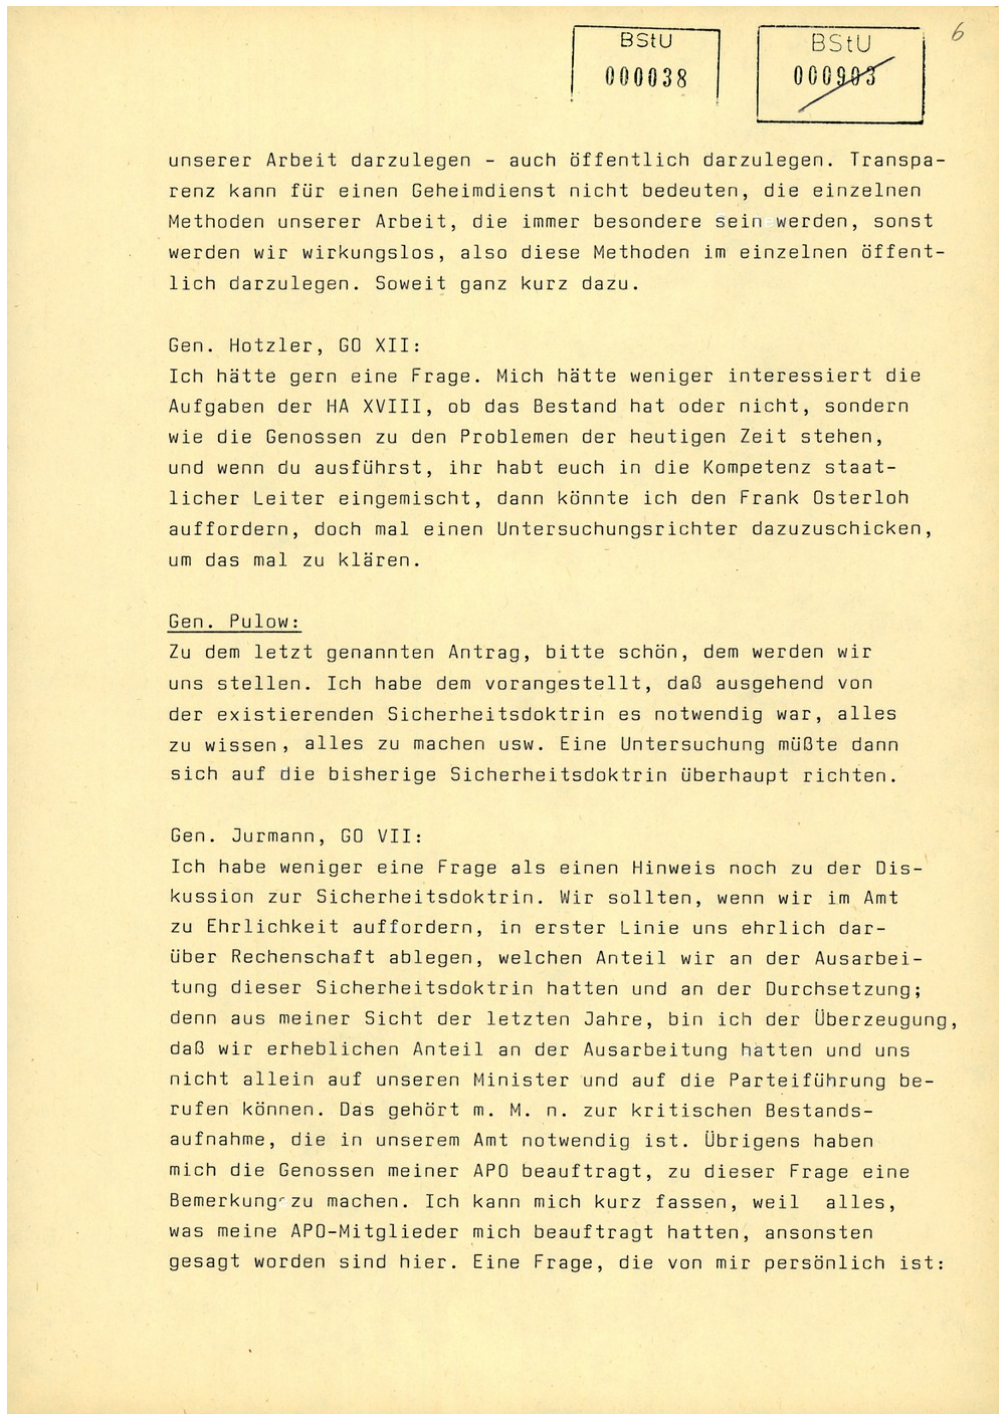 6
BStU
000038
BStU
000903
unserer Arbeit darzulegen - auch öffentlich darzulegen. Transpa-
renz kann für einen Geheimdienst nicht bedeuten, die einzelnen
Methoden unserer Arbeit, die immer besondere sein werden, sonst
werden wir wirkungslos, also diese Methoden im einzelnen öffent-
lich darzulegen. Soweit ganz kurz dazu.
Gen. Hotzler, GO XII:
Ich hätte gern eine Frage. Mich hätte weniger interessiert die
Aufgaben der HA XVIII, ob das Bestand hat oder nicht, sondern
wie die Genossen zu den Problemen der heutigen Zeit stehen,
und wenn du ausführst, ihr habt euch in die Kompetenz staat-
licher Leiter eingemischt, dann könnte ich den Frank Osterloh
auffordern, doch mal einen Untersuchungsrichter dazuzuschicken,
um das mal zu klären.
Gen. Pulow:
Zu dem letzt genannten Antrag, bitte schön, dem werden wir
uns stellen. Ich habe dem vorangestellt, daß ausgehend von
der existierenden Sicherheitsdoktrin es notwendig war, alles
zu wissen, alles zu machen usw. Eine Untersuchung müßte dann
sich auf die bisherige Sicherheitsdoktrin überhaupt richten.
Gen. Jurmann, GO VII:
Ich habe weniger eine Frage als einen Hinweis noch zu der Dis-
kussion zur Sicherheitsdoktrin. Wir sollten, wenn wir im Amt
zu Ehrlichkeit auffordern, in erster Linie uns ehrlich dar-
über Rechenschaft ablegen, welchen Anteil wir an der Ausarbei-
tung dieser Sicherheitsdoktrin hatten und an der Durchsetzung;
denn aus meiner Sicht der letzten Jahre, bin ich der Überzeugung,
daß wir erheblichen Anteil an der Ausarbeitung hatten und uns
nicht allein auf unseren Minister und auf die Parteiführung be-
rufen können. Das gehört m. M. n. zur kritischen Bestands-
aufnahme, die in unserem Amt notwendig ist. Übrigens haben
mich die Genossen meiner APO beauftragt, zu dieser Frage eine
Bemerkung zu machen. Ich kann mich kurz fassen, weil alles,
was meine APO-Mitglieder mich beauftragt hatten, ansonsten
gesagt worden sind hier. Eine Frage, die von mir persönlich ist: